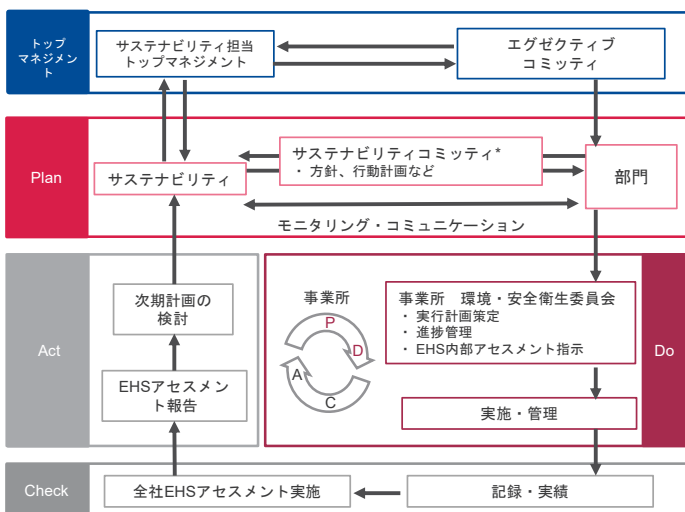 トップ
マネジメン
ト
サステナビリティ担当
トップマネジメント
エグゼクティブ
コミッティ
Plan
サステナビリティ
サステナビリティコミッティ*
・ 方針、行動計画など
部門
モニタリング・コミュニケーション
Act
次期計画の
検討
EHSアセスメン
ト報告
事業所
P
D
C
A
事業所 環境・安全衛生委員会
・ 実行計画策定
・ 進捗管理
・ EHS内部アセスメント指示
Do
実施・管理
Check
全社EHSアセスメント実施
記録・実績